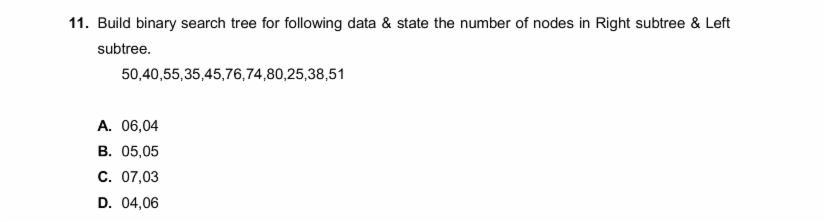 11. Build binary search tree for following data & state the number of nodes in Right subtree & Left
subtree.
50,40,55,35,45,76,74,80,25,38,51
A. 06,04
B. 05,05
C. 07,03
D. 04,06